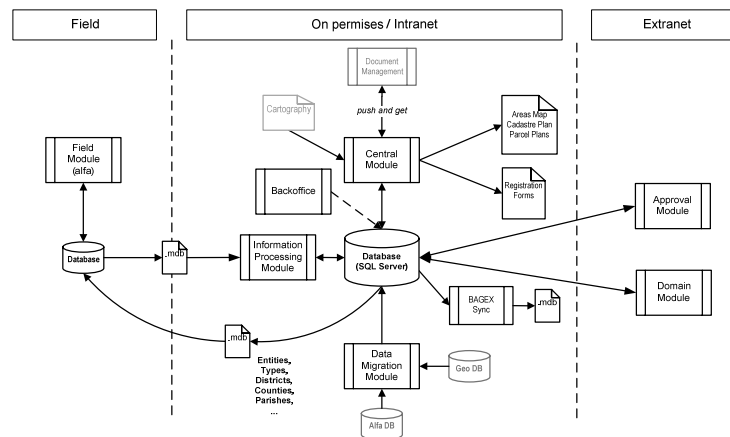 Field
On permises / Intranet
Extranet
Document
Management
push and get
Cartography
Areas Map
Cadastre Plan
Parcel Plans
Field
Module
(alfa)
Central
Module
Backoffice
Registration
Forms
Approval
Module
Database
.mdb
Information
Processing
Module
Database
(SQL Server)
Domain
Module
BAGEX
Sync
.mdb
.mdb
Entities,
Types,
Districts,
Counties,
Parishes,
...
Data
Migration
Module
Geo DB
Alfa DB